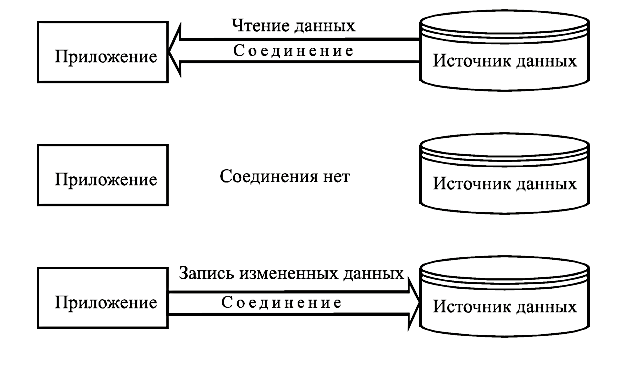 Чтение данных
Приложение
Соединение
Источник данных
Приложение
Соединения нет
Источник данных
Запись измененных данных
Приложение
Соединение
Источник данных